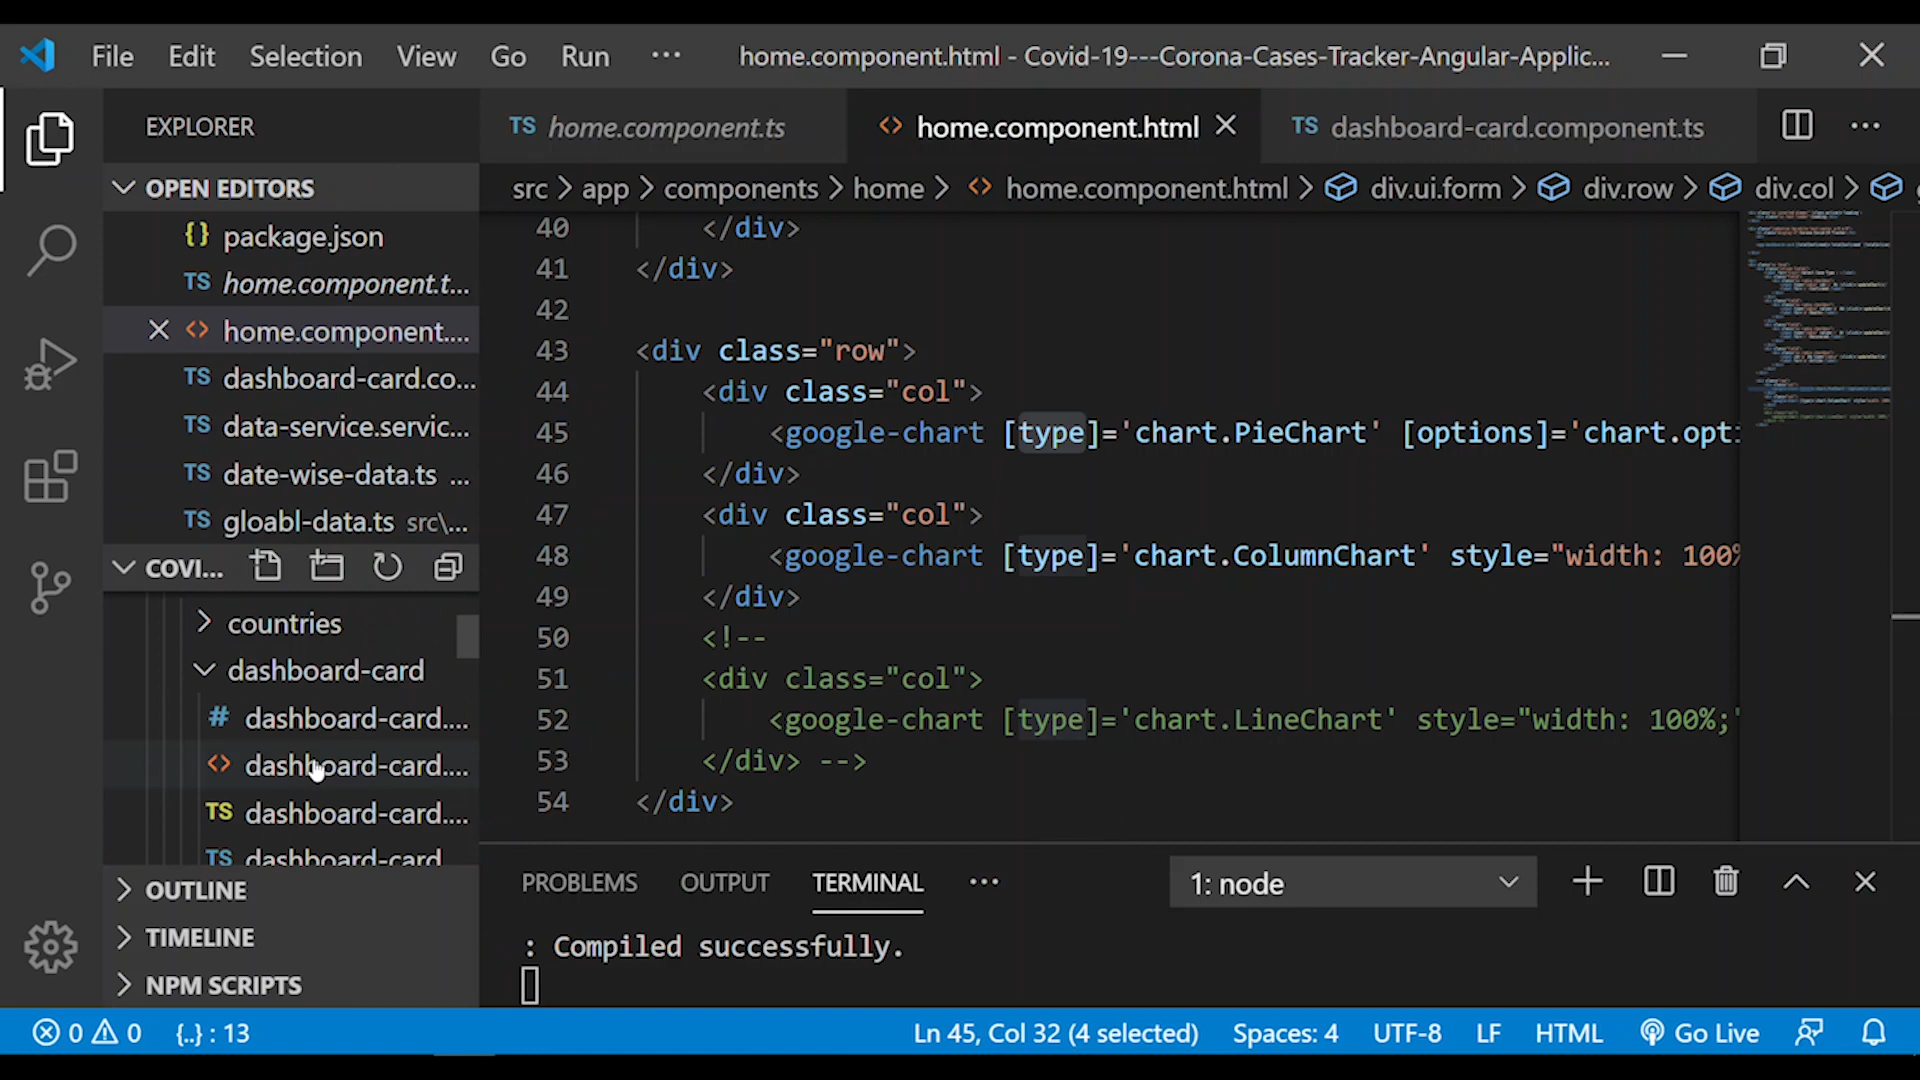 File Edit Selection View Go Run ··· home.component.html - Covid-19---Corona-Cases-Tracker-Angular-Applic...
EXPLORER
TS home.component.ts
<> home.component.html
TS dashboard-card.component.ts
OPEN EDITORS
src > app > components > home > <> home.component.html > div.ui.form > div.row > div.col >
{} package.json
TS home.component.t...
<> home.component....
TS dashboard-card.co...
TS data-service.servic...
TS date-wise-data.ts ...
TS gloabl-data.ts src\...
COVI...
countries
dashboard-card
# dashboard-card....
<> dashboard-card....
TS dashboard-card....
TS dashboard-card
OUTLINE
TIMELINE
NPM SCRIPTS
40 </div>
41 </div>
42
43 <div class="row">
44 <div class="col">
45 <google-chart [type]='chart.PieChart' [options]='chart.opti
46 </div>
47 <div class="col">
48 <google-chart [type]='chart.ColumnChart' style="width: 100%
49 </div>
50 <!--
51 <div class="col">
52 <google-chart [type]='chart.LineChart' style="width: 100%;"
53 </div> -->
54 </div>
PROBLEMS OUTPUT TERMINAL ··· 1: node
: Compiled successfully.
0 0 {..} : 13 Ln 45, Col 32 (4 selected) Spaces: 4 UTF-8 LF HTML Go Live